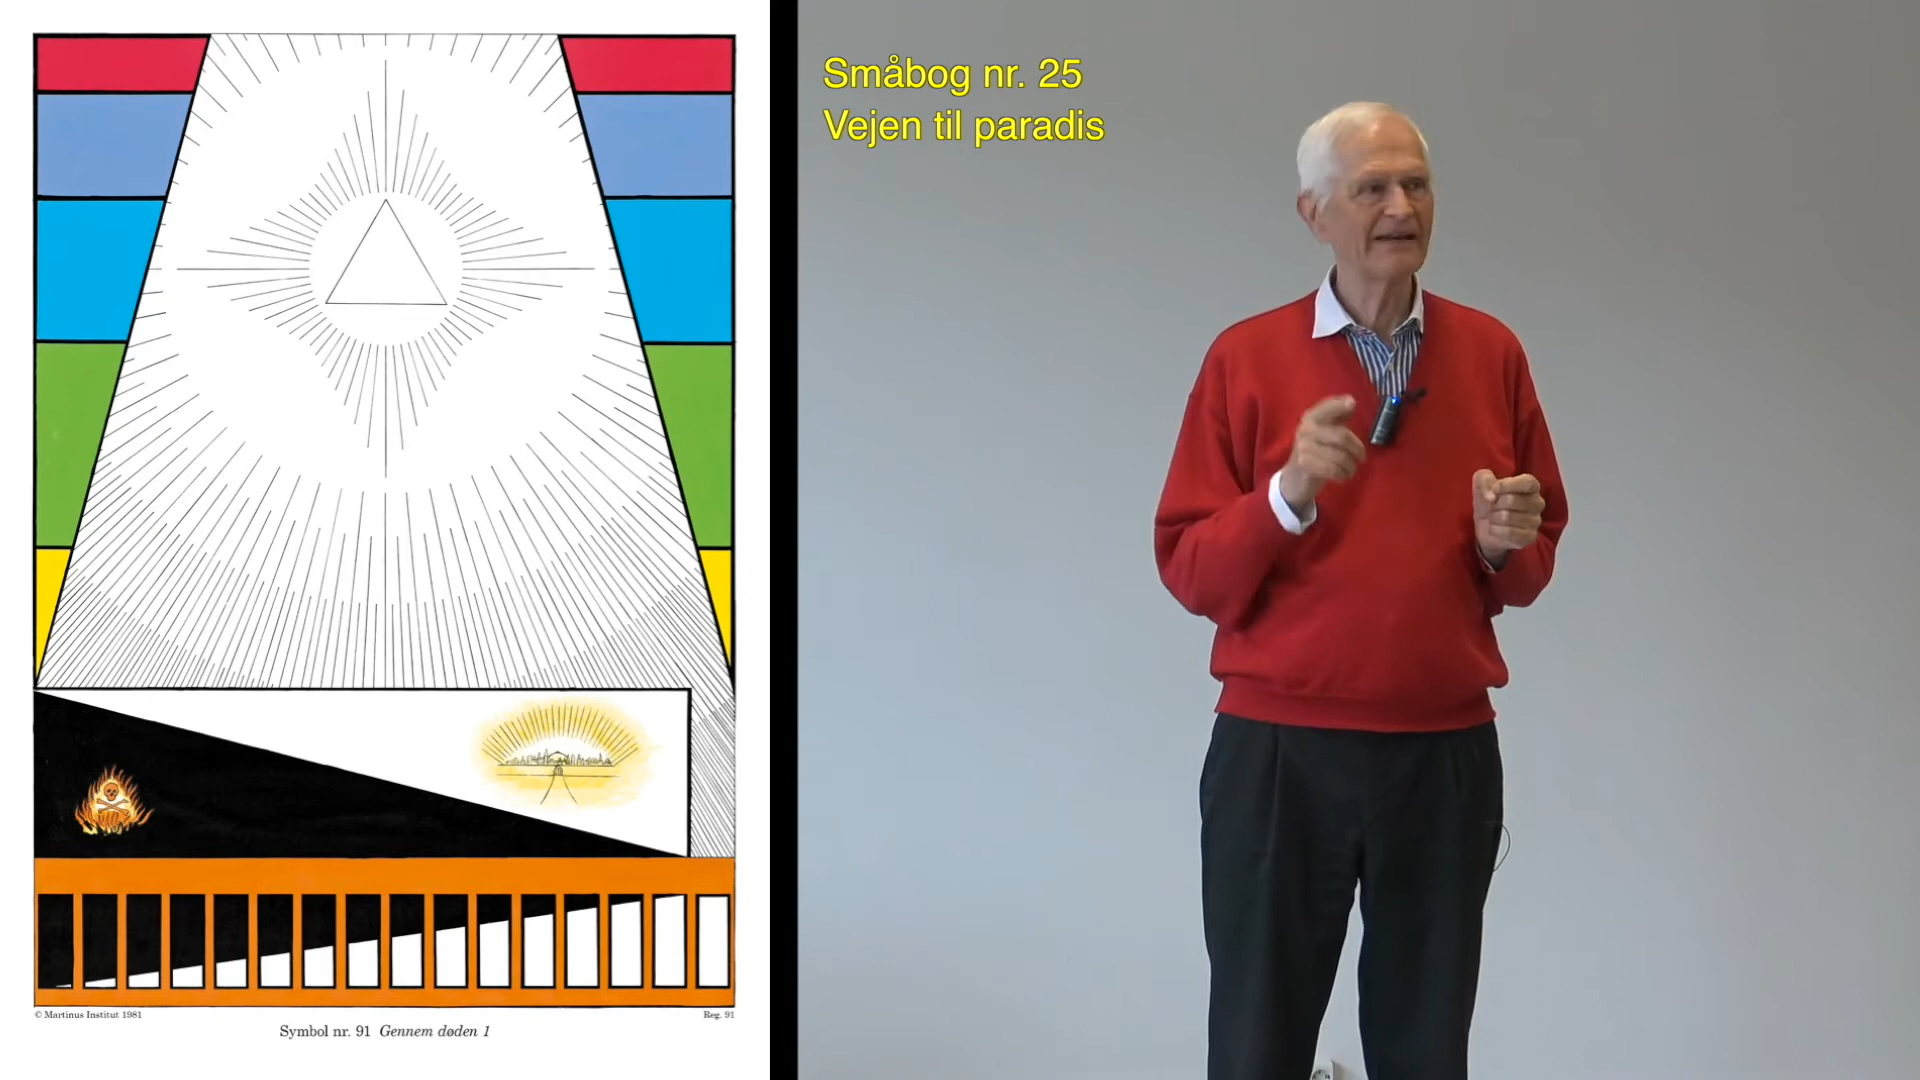 Småbog nr. 25
Vejen til paradis
© Martinus Institut 1981
Reg. 91
Symbol nr. 91 Gennem døden 1